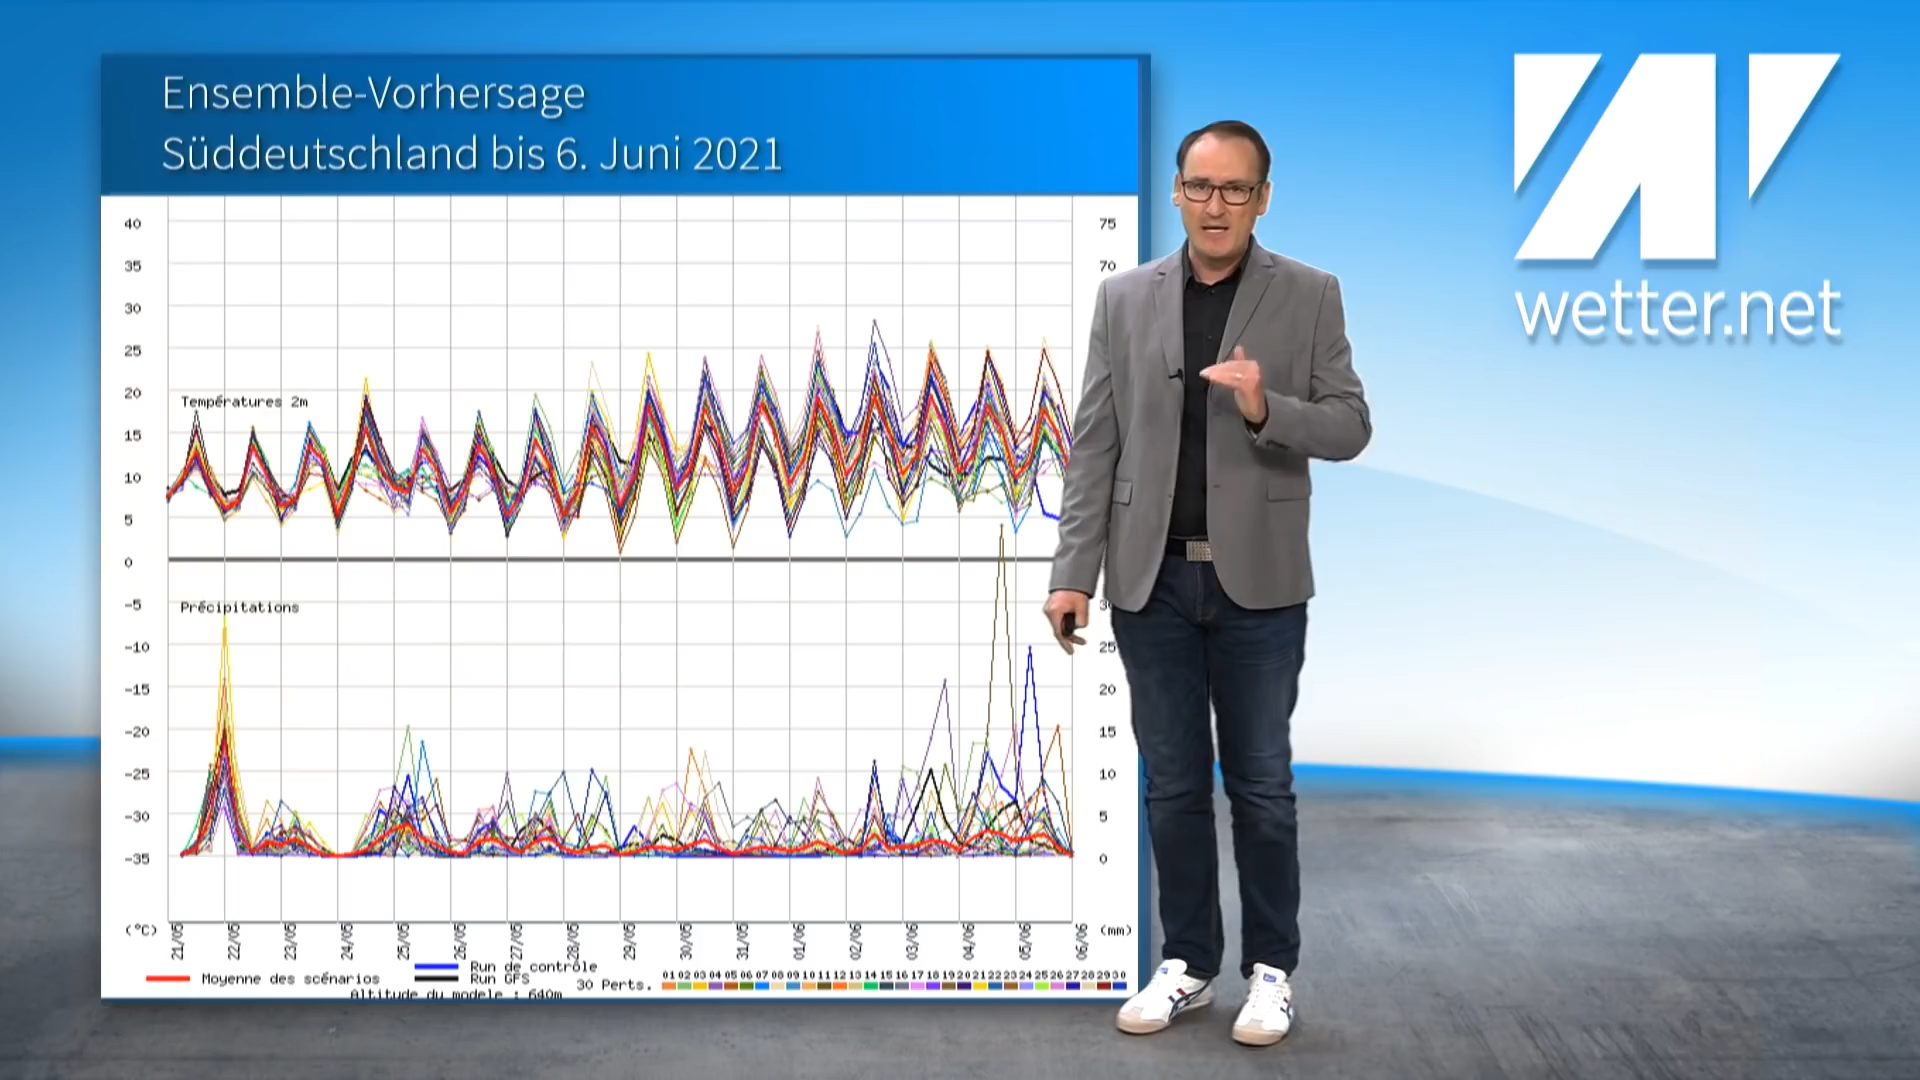 Ensemble-Vorhersage
Süddeutschland bis 6. Juni 2021
wetter.net
40
35
30
25
20
15
10
5
0
-5
-10
-15
-20
-25
-30
-35
(°C)
75
70
25
20
15
10
5
0
(mm)
Températures 2m
Précipitations
21/05 22/05 23/05 24/05 25/05 26/05 27/05 28/05 29/05 30/05 31/05 01/06 02/06 03/06 04/06 05/06 06/06
Moyenne des scénarios
Run de contrôle
Run GFS
30 Perts.
01 02 03 04 05 06 07 08 09 10 11 12 13 14 15 16 17 18 19 20 21 22 23 24 25 26 27 28 29 30
Altitude du modele : 640m